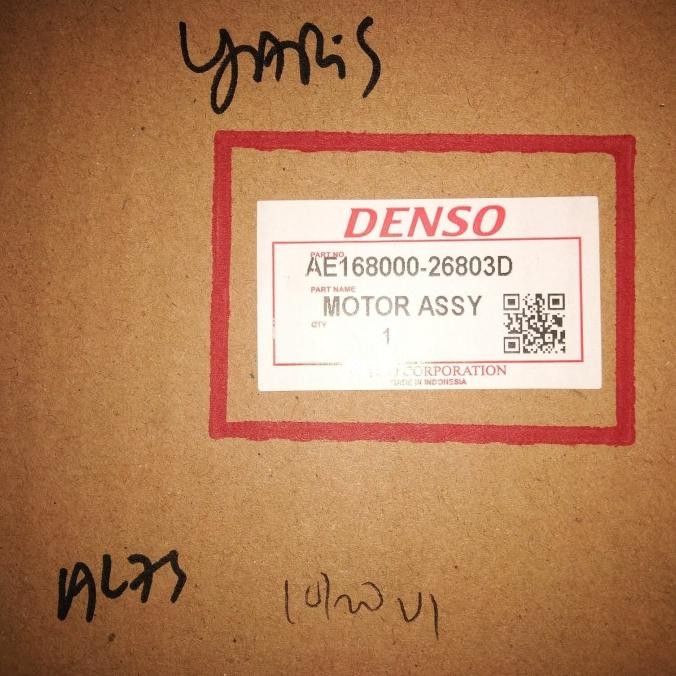 YARiS
DENSO
PART NO.
AE168000-26803D
PART NAME
MOTOR ASSY
QTY
1
CORPORATION
MADE IN INDONESIA